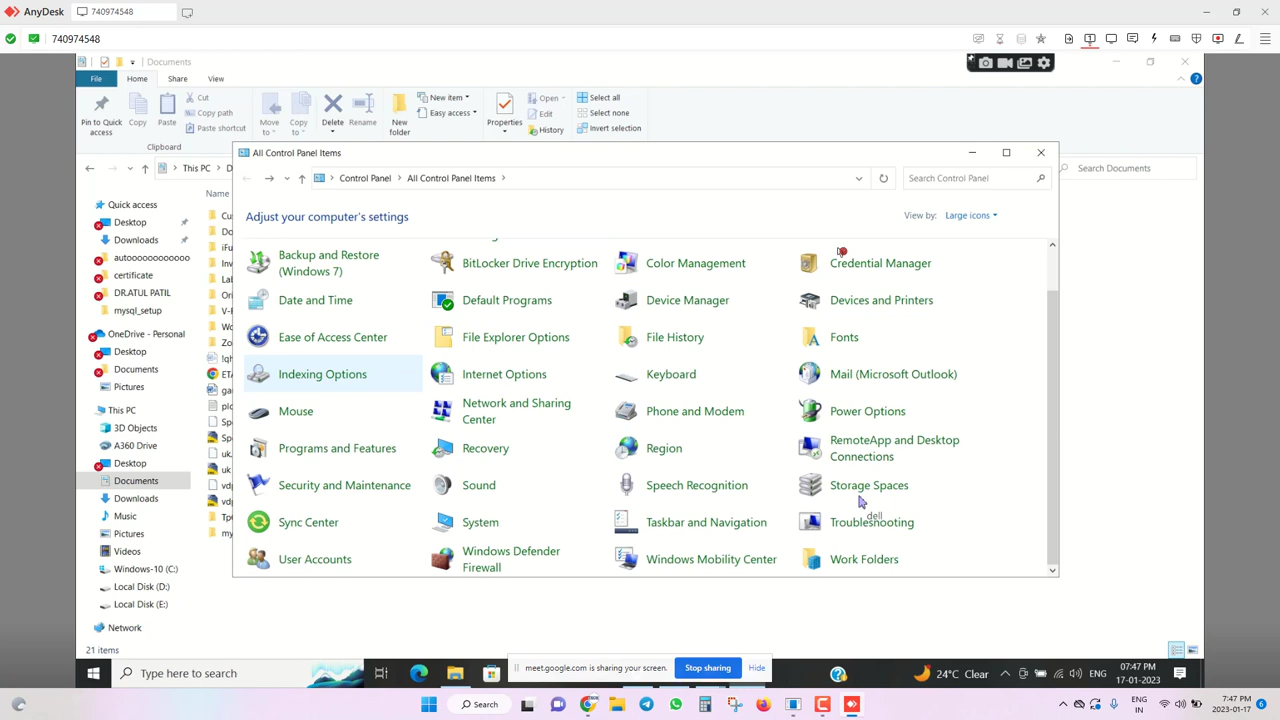 AnyDesk
740974548
740974548
Documents
File
Home
Share
View
Pin to Quick access
Copy
Paste
Cut
Copy path
Paste shortcut
Clipboard
Move to
Copy to
Delete
Rename
New folder
New item
Easy access
Properties
Open
Edit
History
Select all
Select none
Invert selection
This PC
D
Search Documents
Name
Quick access
Desktop
Downloads
autoooooooooooo
certificate
DR.ATUL PATIL
mysql_setup
OneDrive - Personal
Desktop
Documents
Pictures
This PC
3D Objects
A360 Drive
Desktop
Documents
Downloads
Music
Pictures
Videos
Windows-10 (C:)
Local Disk (D:)
Local Disk (E:)
Network
21 items
All Control Panel Items
Control Panel
All Control Panel Items
Search Control Panel
Adjust your computer's settings
View by:
Large icons
Backup and Restore (Windows 7)
BitLocker Drive Encryption
Color Management
Credential Manager
Date and Time
Default Programs
Device Manager
Devices and Printers
Ease of Access Center
File Explorer Options
File History
Fonts
Indexing Options
Internet Options
Keyboard
Mail (Microsoft Outlook)
Mouse
Network and Sharing Center
Phone and Modem
Power Options
Programs and Features
Recovery
Region
RemoteApp and Desktop Connections
Security and Maintenance
Sound
Speech Recognition
Storage Spaces
dell
Sync Center
System
Taskbar and Navigation
Troubleshooting
User Accounts
Windows Defender Firewall
Windows Mobility Center
Work Folders
Type here to search
meet.google.com is sharing your screen.
Stop sharing
Hide
24°C Clear
ENG
07:47 PM
17-01-2023
Search
ENG
IN
7:47 PM
2023-01-17
6